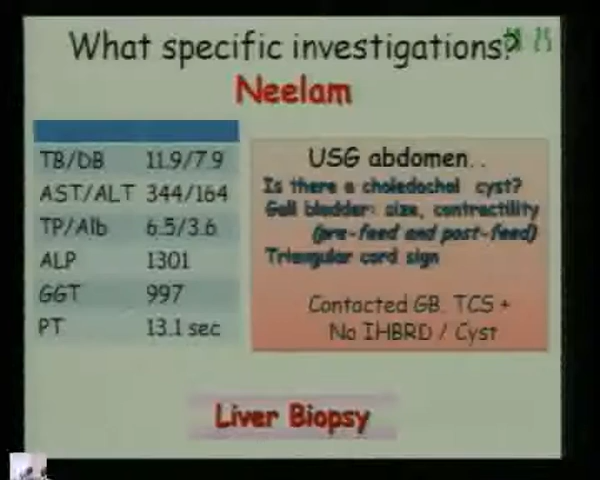 What specific investigations?
Neelam
TB/DB 11.9/7.9
AST/ALT 344/164
TP/Alb 6.5/3.6
ALP 1301
GGT 997
PT 13.1 sec
USG abdomen..
Is there a choledochal cyst?
Gall bladder: size, contractility
(pre-feed and post-feed)
Triangular cord sign
Contacted GB. TCS +
No IHBRD / Cyst
Liver Biopsy